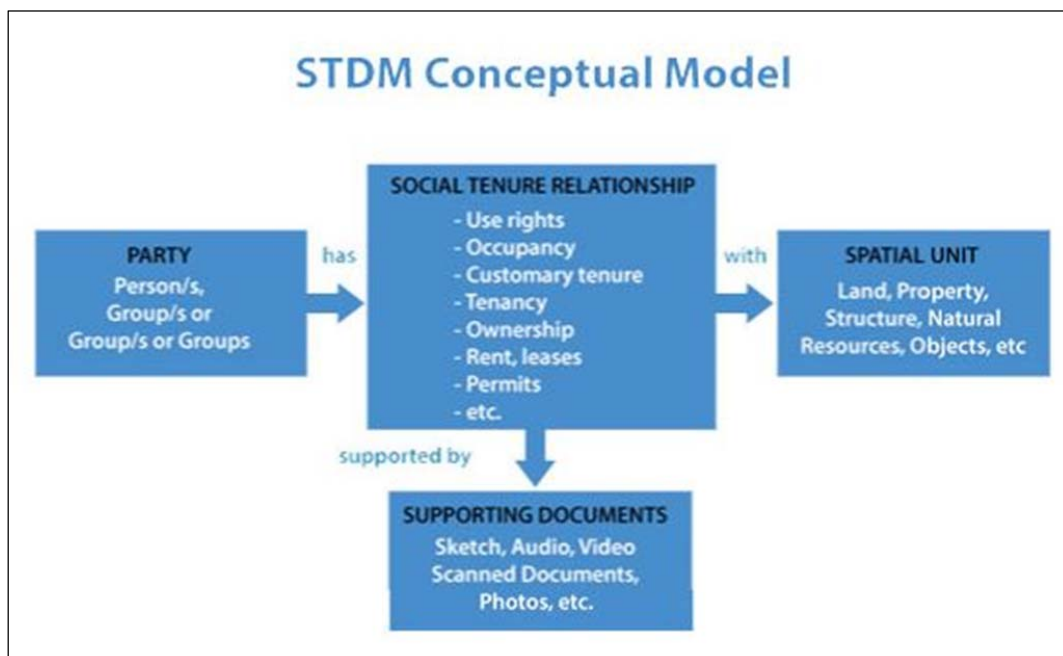 STDM Conceptual Model
SOCIAL TENURE RELATIONSHIP
- Use rights
- Occupancy
- Customary tenure
- Tenancy
- Ownership
- Rent, leases
- Permits
- etc.
PARTY
Person/s,
Group/s or
Group/s or Groups
has
with
SPATIAL UNIT
Land, Property,
Structure, Natural
Resources, Objects, etc
supported by
SUPPORTING DOCUMENTS
Sketch, Audio, Video
Scanned Documents,
Photos, etc.